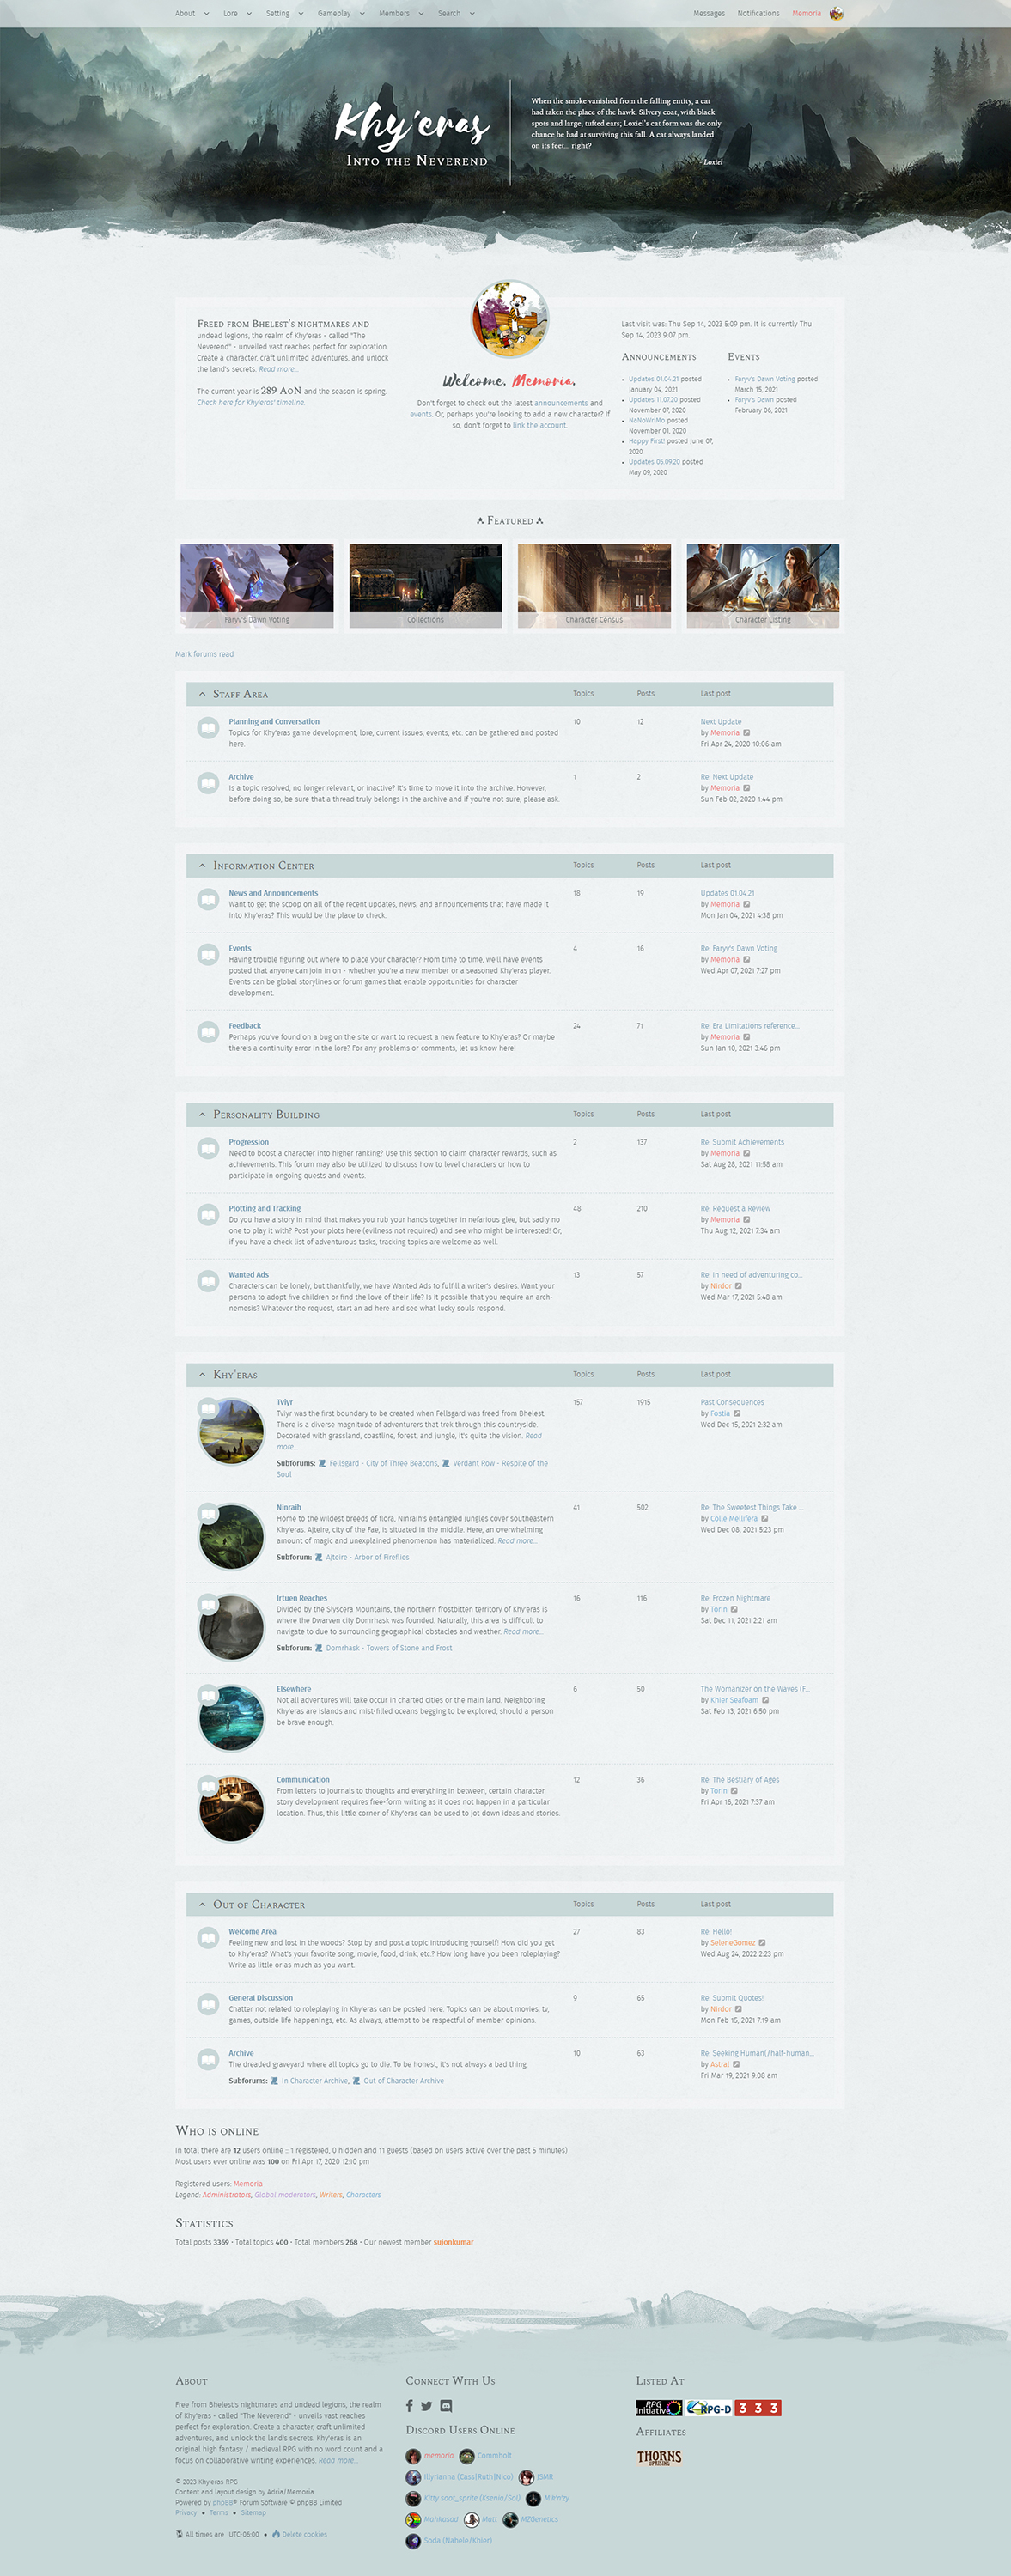 About Lore Setting Gameplay Members Search Messages Notifications Memoria
Khy'eras
Into the Neverend
When the smoke vanished from the falling entity, a cat
had taken the place of the hawk. Silvery coat, with black
spots and large, tufted ears; Loxiel's cat form was the only
chance he had at surviving this fall. A cat always landed
on its feet... right?
Loxiel
Freed from Bhelest's nightmares and
undead legions, the realm of Khy'eras - called "The
Neverend" - unveiled vast reaches perfect for exploration.
Create a character, craft unlimited adventures, and unlock
the land's secrets. Read more...
The current year is 289 AoN and the season is spring.
Check here for Khy'eras' timeline.
Welcome, Memoria.
Don't forget to check out the latest announcements and
events. Or, perhaps you're looking to add a new character? If
so, don't forget to link the account.
Last visit was: Thu Sep 14, 2023 5:09 pm. It is currently Thu
Sep 14, 2023 9:07 pm.
Announcements
Updates 01.04.21 posted
January 04, 2021
Updates 11.07.20 posted
November 07, 2020
NaNoWriMo posted
November 01, 2020
Happy First! posted June 07,
2020
Updates 05.09.20 posted
May 09, 2020
Events
Faryv's Dawn Voting posted
March 15, 2021
Faryv's Dawn posted
February 06, 2021
Featured
Faryv's Dawn Voting
Collections
Character Census
Character Listing
Mark forums read
Staff Area Topics Posts Last post
Planning and Conversation
Topics for Khy'eras game development, lore, current issues, events, etc. can be gathered and posted
here.
10 12
Next Update
by Memoria
Fri Apr 24, 2020 10:06 am
Archive
Is a topic resolved, no longer relevant, or inactive? It's time to move it into the archive. However,
before doing so, be sure that a thread truly belongs in the archive and if you're not sure, please ask.
1 2
Re: Next Update
by Memoria
Sun Feb 02, 2020 1:44 pm
Information Center Topics Posts Last post
News and Announcements
Want to get the scoop on all of the recent updates, news, and announcements that have made it
into Khy'eras? This would be the place to check.
18 19
Updates 01.04.21
by Memoria
Mon Jan 04, 2021 4:38 pm
Events
Having trouble figuring out where to place your character? From time to time, we'll have events
posted that anyone can join in on - whether you're a new member or a seasoned Khy'eras player.
Events can be global storylines or forum games that enable opportunities for character
development.
4 16
Re: Faryv's Dawn Voting
by Memoria
Wed Apr 07, 2021 7:27 pm
Feedback
Perhaps you've found on a bug on the site or want to request a new feature to Khy'eras? Or maybe
there's a continuity error in the lore? For any problems or comments, let us know here!
24 71
Re: Era Limitations reference...
by Memoria
Sun Jan 10, 2021 3:46 pm
Personality Building Topics Posts Last post
Progression
Need to boost a character into higher ranking? Use this section to claim character rewards, such as
achievements. This forum may also be utilized to discuss how to level characters or how to
participate in ongoing quests and events.
2 137
Re: Submit Achievements
by Memoria
Sat Aug 28, 2021 11:58 am
Plotting and Tracking
Do you have a story in mind that makes you rub your hands together in nefarious glee, but sadly no
one to play it with? Post your plots here (evilness not required) and see who might be interested! Or,
if you have a check list of adventurous tasks, tracking topics are welcome as well.
48 210
Re: Request a Review
by Memoria
Thu Aug 12, 2021 7:34 am
Wanted Ads
Characters can be lonely, but thankfully, we have Wanted Ads to fulfill a writer's desires. Want your
persona to adopt five children or find the love of their life? Is it possible that you require an arch-
nemesis? Whatever the request, start an ad here and see what lucky souls respond.
13 57
Re: In need of adventuring co...
by Nirdor
Wed Mar 17, 2021 5:48 am
Khy'eras Topics Posts Last post
Tviyr
Tviyr was the first boundary to be created when Fellsgard was freed from Bhelest.
There is a diverse magnitude of adventurers that trek through this countryside.
Decorated with grassland, coastline, forest, and jungle, it's quite the vision. Read
more...
Subforums: Fellsgard - City of Three Beacons, Verdant Row - Respite of the
Soul
157 1915
Past Consequences
by Fostia
Wed Dec 15, 2021 2:32 am
Ninraih
Home to the wildest breeds of flora, Ninraih's entangled jungles cover southeastern
Khy'eras. Ajteire, city of the Fae, is situated in the middle. Here, an overwhelming
amount of magic and unexplained phenomenon has materialized. Read more...
Subforum: Ajteire - Arbor of Fireflies
41 502
Re: The Sweetest Things Take ...
by Colle Mellifera
Wed Dec 08, 2021 5:23 pm
Irtuen Reaches
Divided by the Slyscera Mountains, the northern frostbitten territory of Khy'eras is
where the Dwarven city Domrhask was founded. Naturally, this area is difficult to
navigate to due to surrounding geographical obstacles and weather. Read more...
Subforum: Domrhask - Towers of Stone and Frost
16 116
Re: Frozen Nightmare
by Torin
Sat Dec 11, 2021 2:21 am
Elsewhere
Not all adventures will take occur in charted cities or the main land. Neighboring
Khy'eras are islands and mist-filled oceans begging to be explored, should a person
be brave enough.
6 50
The Womanizer on the Waves (F...
by Khier Seafoam
Sat Feb 13, 2021 6:50 pm
Communication
From letters to journals to thoughts and everything in between, certain character
story development requires free-form writing as it does not happen in a particular
location. Thus, this little corner of Khy'eras can be used to jot down ideas and stories.
12 36
Re: The Bestiary of Ages
by Torin
Fri Apr 16, 2021 7:37 am
Out of Character Topics Posts Last post
Welcome Area
Feeling new and lost in the woods? Stop by and post a topic introducing yourself! How did you get
to Khy'eras? What's your favorite song, movie, food, drink, etc.? How long have you been roleplaying?
Write as little or as much as you want.
27 83
Re: Hello!
by SeleneGomez
Wed Aug 24, 2022 2:23 pm
General Discussion
Chatter not related to roleplaying in Khy'eras can be posted here. Topics can be about movies, tv,
games, outside life happenings, etc. As always, attempt to be respectful of member opinions.
9 65
Re: Submit Quotes!
by Nirdor
Mon Feb 15, 2021 7:19 am
Archive
The dreaded graveyard where all topics go to die. To be honest, it's not always a bad thing.
Subforums: In Character Archive, Out of Character Archive
10 63
Re: Seeking Human(/half-human...
by Astral
Fri Mar 19, 2021 9:08 am
Who is online
In total there are 12 users online :: 1 registered, 0 hidden and 11 guests (based on users active over the past 5 minutes)
Most users ever online was 100 on Fri Apr 17, 2020 12:10 pm
Registered users: Memoria
Legend: Administrators, Global moderators, Writers, Characters
Statistics
Total posts 3369 • Total topics 400 • Total members 268 • Our newest member sujonkumar
About
Free from Bhelest's nightmares and undead legions, the realm
of Khy'eras - called "The Neverend" - unveils vast reaches
perfect for exploration. Create a character, craft unlimited
adventures, and unlock the land's secrets. Khy'eras is an
original high fantasy / medieval RPG with no word count and a
focus on collaborative writing experiences. Read more...
© 2023 Khy'eras RPG
Content and layout design by Adria/Memoria
Powered by phpBB® Forum Software © phpBB Limited
Privacy • Terms • Sitemap
All times are UTC-06:00 • Delete cookies
Connect With Us
Discord Users Online
memoria Commholt
Illyrianna (Cass|Ruth|Nico) ISMR
Kitty soot_sprite (Ksenia/Sol) M'h'n'zy
Mahkasad Matt MZGenetics
Soda (Nahele/Khier)
Listed At
RPG
Initiative
RPG-D
3 3 3
Affiliates
THORNS
UPRISING